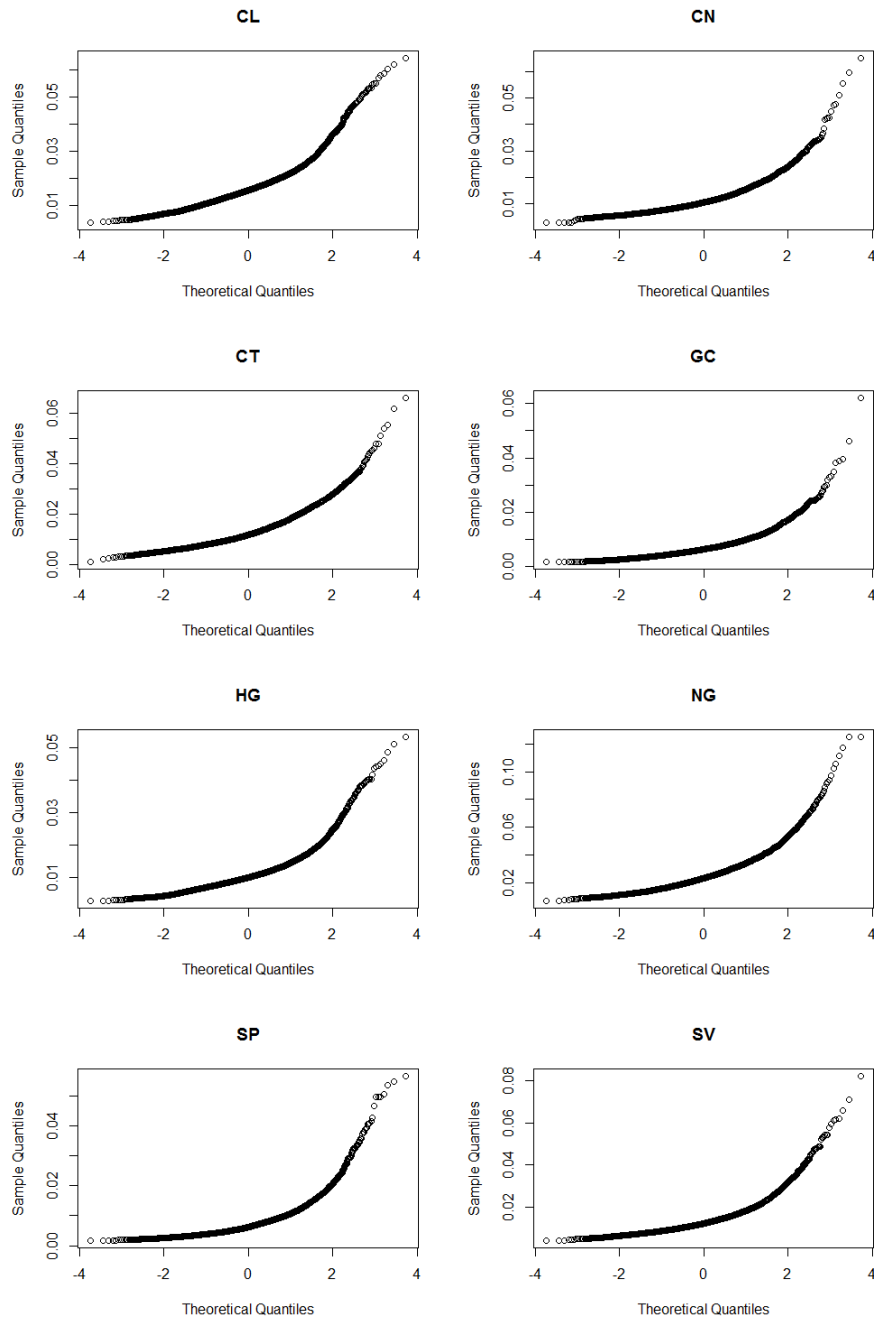 CL
CN
Sample Quantiles
0.01 0.03 0.05
-4 -2 0 2 4
Theoretical Quantiles
Sample Quantiles
0.01 0.03 0.05
-4 -2 0 2 4
Theoretical Quantiles
CT
GC
Sample Quantiles
0.00 0.02 0.04 0.06
-4 -2 0 2 4
Theoretical Quantiles
Sample Quantiles
0.00 0.02 0.04 0.06
-4 -2 0 2 4
Theoretical Quantiles
HG
NG
Sample Quantiles
0.01 0.03 0.05
-4 -2 0 2 4
Theoretical Quantiles
Sample Quantiles
0.02 0.06 0.10
-4 -2 0 2 4
Theoretical Quantiles
SP
SV
Sample Quantiles
0.00 0.02 0.04
-4 -2 0 2 4
Theoretical Quantiles
Sample Quantiles
0.02 0.04 0.06 0.08
-4 -2 0 2 4
Theoretical Quantiles